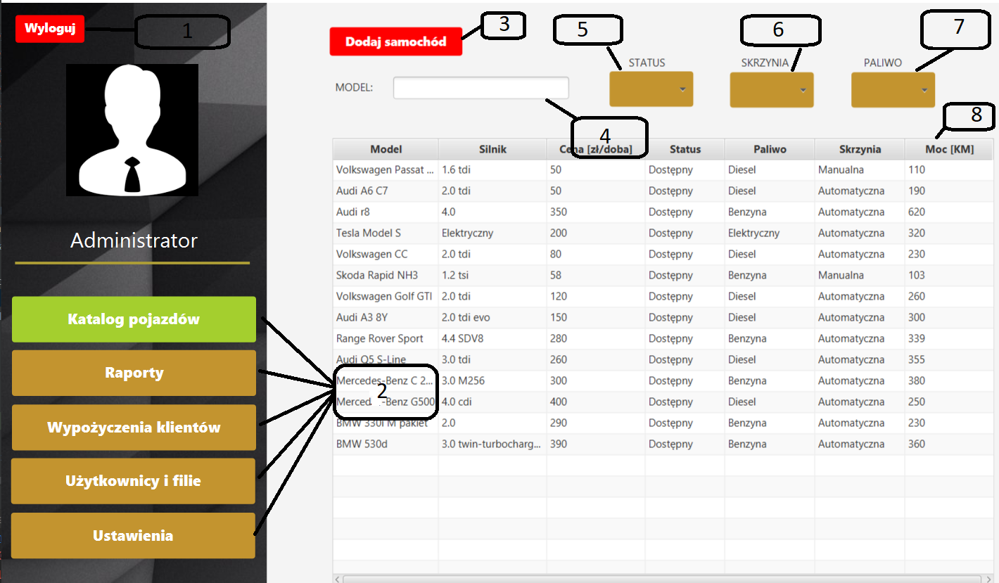 Wyloguj
1
Administrator
Katalog pojazdów
Raporty
Wypożyczenia klientów
Użytkownicy i filie
Ustawienia
2
Dodaj samochód
3
MODEL:
4
5
STATUS
6
SKRZYNIA
7
PALIWO
8
Model Silnik Cena [zł/doba] Status Paliwo Skrzynia Moc [KM]
Volkswagen Passat ... 1.6 tdi 50 Dostępny Diesel Manualna 110
Audi A6 C7 2.0 tdi 50 Dostępny Diesel Automatyczna 190
Audi r8 4.0 350 Dostępny Benzyna Automatyczna 620
Tesla Model S Elektryczny 200 Dostępny Elektryczny Automatyczna 320
Volkswagen CC 2.0 tdi 80 Dostępny Diesel Automatyczna 230
Skoda Rapid NH3 1.2 tsi 58 Dostępny Benzyna Manualna 103
Volkswagen Golf GTI 2.0 tdi 120 Dostępny Diesel Automatyczna 260
Audi A3 8Y 2.0 tdi evo 150 Dostępny Diesel Automatyczna 300
Range Rover Sport 4.4 SDV8 280 Dostępny Benzyna Automatyczna 339
Audi Q5 S-Line 3.0 tdi 260 Dostępny Diesel Automatyczna 355
Mercedes-Benz C 2... 3.0 M256 300 Dostępny Benzyna Automatyczna 380
Mercedes-Benz G500 4.0 cdi 400 Dostępny Diesel Automatyczna 250
BMW 330i M pakiet 2.0 290 Dostępny Benzyna Automatyczna 230
BMW 530d 3.0 twin-turbocharg... 390 Dostępny Benzyna Automatyczna 360